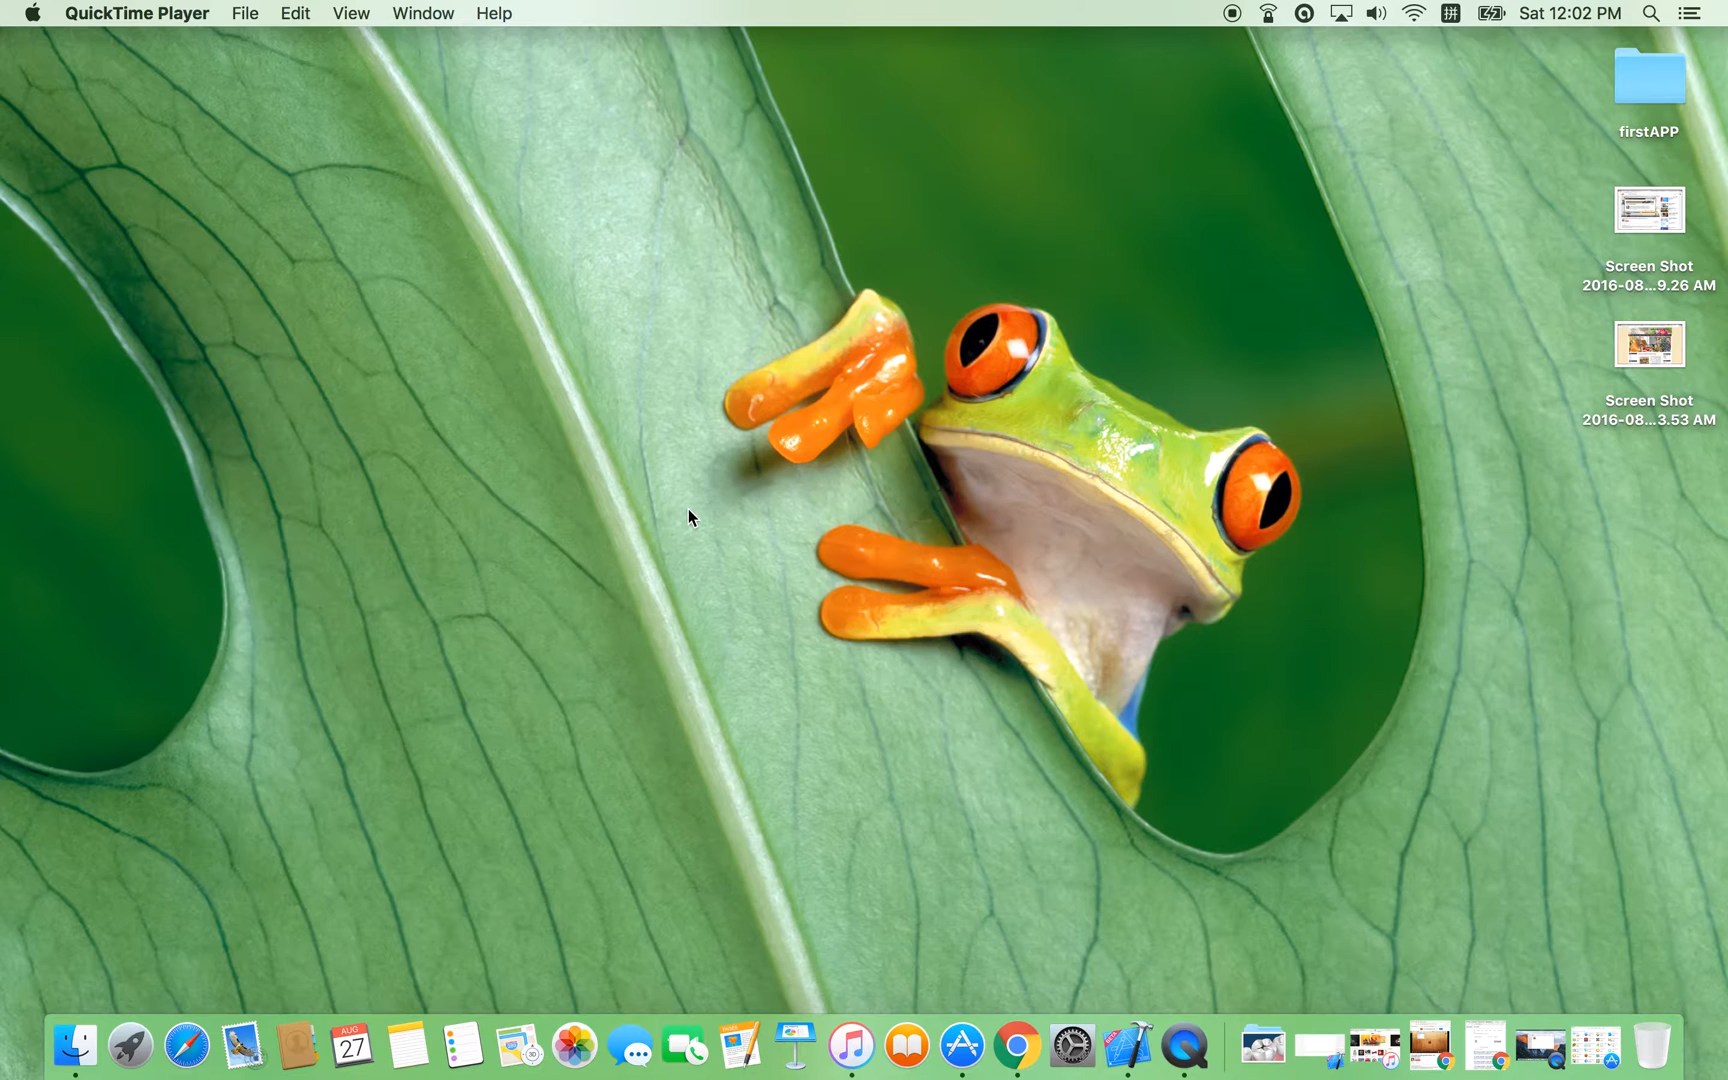 QuickTime Player File Edit View Window Help 拼 Sat 12:02 PM
firstAPP
Screen Shot
2016-08...9.26 AM
Screen Shot
2016-08...3.53 AM
AUG
27